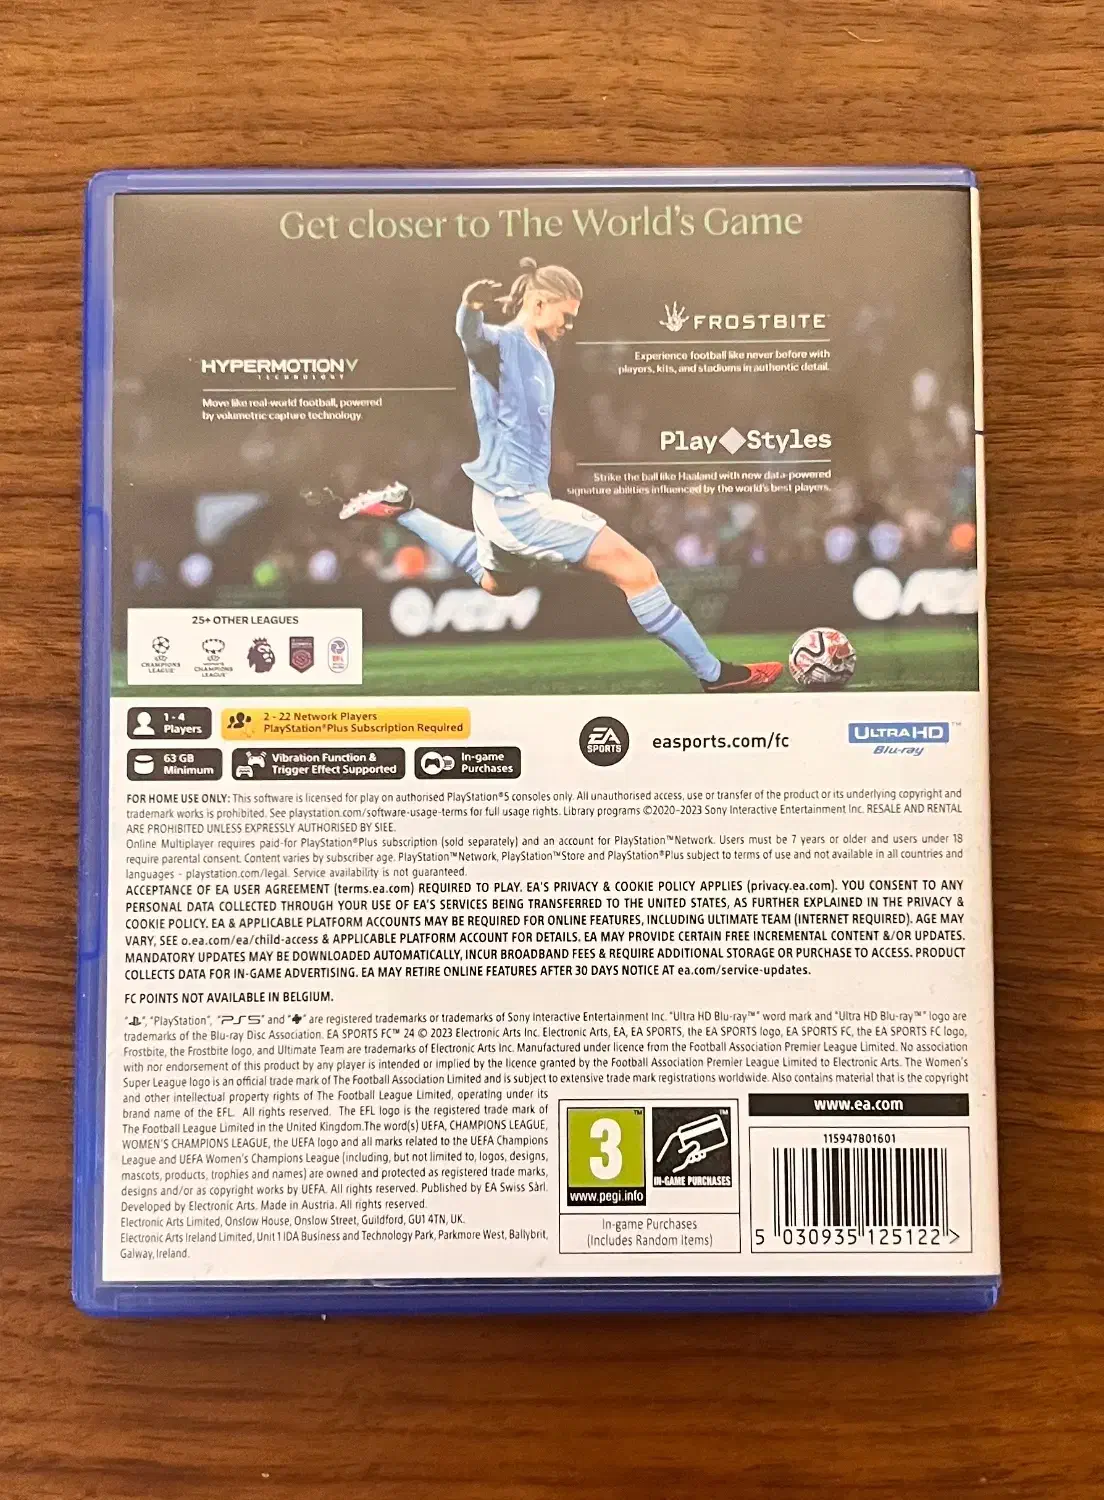 Get closer to The World's Game
FROSTBITE
Experience football like never before with
players, kits, and stadiums in authentic detail.
HYPERMOTIONV
TECHNOLOGY
Move like real-world football, powered
by volumetric capture technology.
Play Styles
Strike the ball like Haaland with new data-powered
signature abilities influenced by the world's best players.
FC24
25+ OTHER LEAGUES
CHAMPIONS LEAGUE
WOMEN'S CHAMPIONS LEAGUE
EFL
1 - 4
Players
2 - 22 Network Players
PlayStation®Plus Subscription Required
63 GB
Minimum
Vibration Function &
Trigger Effect Supported
In-game
Purchases
EA
SPORTS
easports.com/fc
ULTRA HD™
Blu-ray
FOR HOME USE ONLY: This software is licensed for play on authorised PlayStation®5 consoles only. All unauthorised access, use or transfer of the product or its underlying copyright and
trademark works is prohibited. See playstation.com/software-usage-terms for full usage rights. Library programs ©2020-2023 Sony Interactive Entertainment Inc. RESALE AND RENTAL
ARE PROHIBITED UNLESS EXPRESSLY AUTHORISED BY SIEE.
Online Multiplayer requires paid-for PlayStation®Plus subscription (sold separately) and an account for PlayStation™Network. Users must be 7 years or older and users under 18
require parental consent. Content varies by subscriber age. PlayStation™Network, PlayStation™Store and PlayStation®Plus subject to terms of use and not available in all countries and
languages - playstation.com/legal. Service availability is not guaranteed.
ACCEPTANCE OF EA USER AGREEMENT (terms.ea.com) REQUIRED TO PLAY. EA'S PRIVACY & COOKIE POLICY APPLIES (privacy.ea.com). YOU CONSENT TO ANY
PERSONAL DATA COLLECTED THROUGH YOUR USE OF EA'S SERVICES BEING TRANSFERRED TO THE UNITED STATES, AS FURTHER EXPLAINED IN THE PRIVACY &
COOKIE POLICY. EA & APPLICABLE PLATFORM ACCOUNTS MAY BE REQUIRED FOR ONLINE FEATURES, INCLUDING ULTIMATE TEAM (INTERNET REQUIRED). AGE MAY
VARY, SEE o.ea.com/ea/child-access & APPLICABLE PLATFORM ACCOUNT FOR DETAILS. EA MAY PROVIDE CERTAIN FREE INCREMENTAL CONTENT &/OR UPDATES.
MANDATORY UPDATES MAY BE DOWNLOADED AUTOMATICALLY, INCUR BROADBAND FEES & REQUIRE ADDITIONAL STORAGE OR PURCHASE TO ACCESS. PRODUCT
COLLECTS DATA FOR IN-GAME ADVERTISING. EA MAY RETIRE ONLINE FEATURES AFTER 30 DAYS NOTICE AT ea.com/service-updates.
FC POINTS NOT AVAILABLE IN BELGIUM.
" ", "PlayStation", "PS5" and " " are registered trademarks or trademarks of Sony Interactive Entertainment Inc. "Ultra HD Blu-ray™" word mark and "Ultra HD Blu-ray™" logo are
trademarks of the Blu-ray Disc Association. EA SPORTS FC™ 24 © 2023 Electronic Arts Inc. Electronic Arts, EA, EA SPORTS, the EA SPORTS logo, EA SPORTS FC, the EA SPORTS FC logo,
Frostbite, the Frostbite logo, and Ultimate Team are trademarks of Electronic Arts Inc. Manufactured under licence from the Football Association Premier League Limited. No association
with nor endorsement of this product by any player is intended or implied by the licence granted by the Football Association Premier League Limited to Electronic Arts. The Women's
Super League logo is an official trade mark of The Football Association Limited and is subject to extensive trade mark registrations worldwide. Also contains material that is the copyright
and other intellectual property rights of The Football League Limited, operating under its
brand name of the EFL. All rights reserved. The EFL logo is the registered trade mark of
The Football League Limited in the United Kingdom.The word(s) UEFA, CHAMPIONS LEAGUE,
WOMEN'S CHAMPIONS LEAGUE, the UEFA logo and all marks related to the UEFA Champions
League and UEFA Women's Champions League (including, but not limited to, logos, designs,
mascots, products, trophies and names) are owned and protected as registered trade marks,
designs and/or as copyright works by UEFA. All rights reserved. Published by EA Swiss Sàrl.
Developed by Electronic Arts. Made in Austria. All rights reserved.
Electronic Arts Limited, Onslow House, Onslow Street, Guildford, GU1 4TN, UK.
Electronic Arts Ireland Limited, Unit 1 IDA Business and Technology Park, Parkmore West, Ballybrit,
Galway, Ireland.
3
www.pegi.info
IN-GAME PURCHASES
In-game Purchases
(Includes Random Items)
www.ea.com
115947801601
5 030935 125122 >